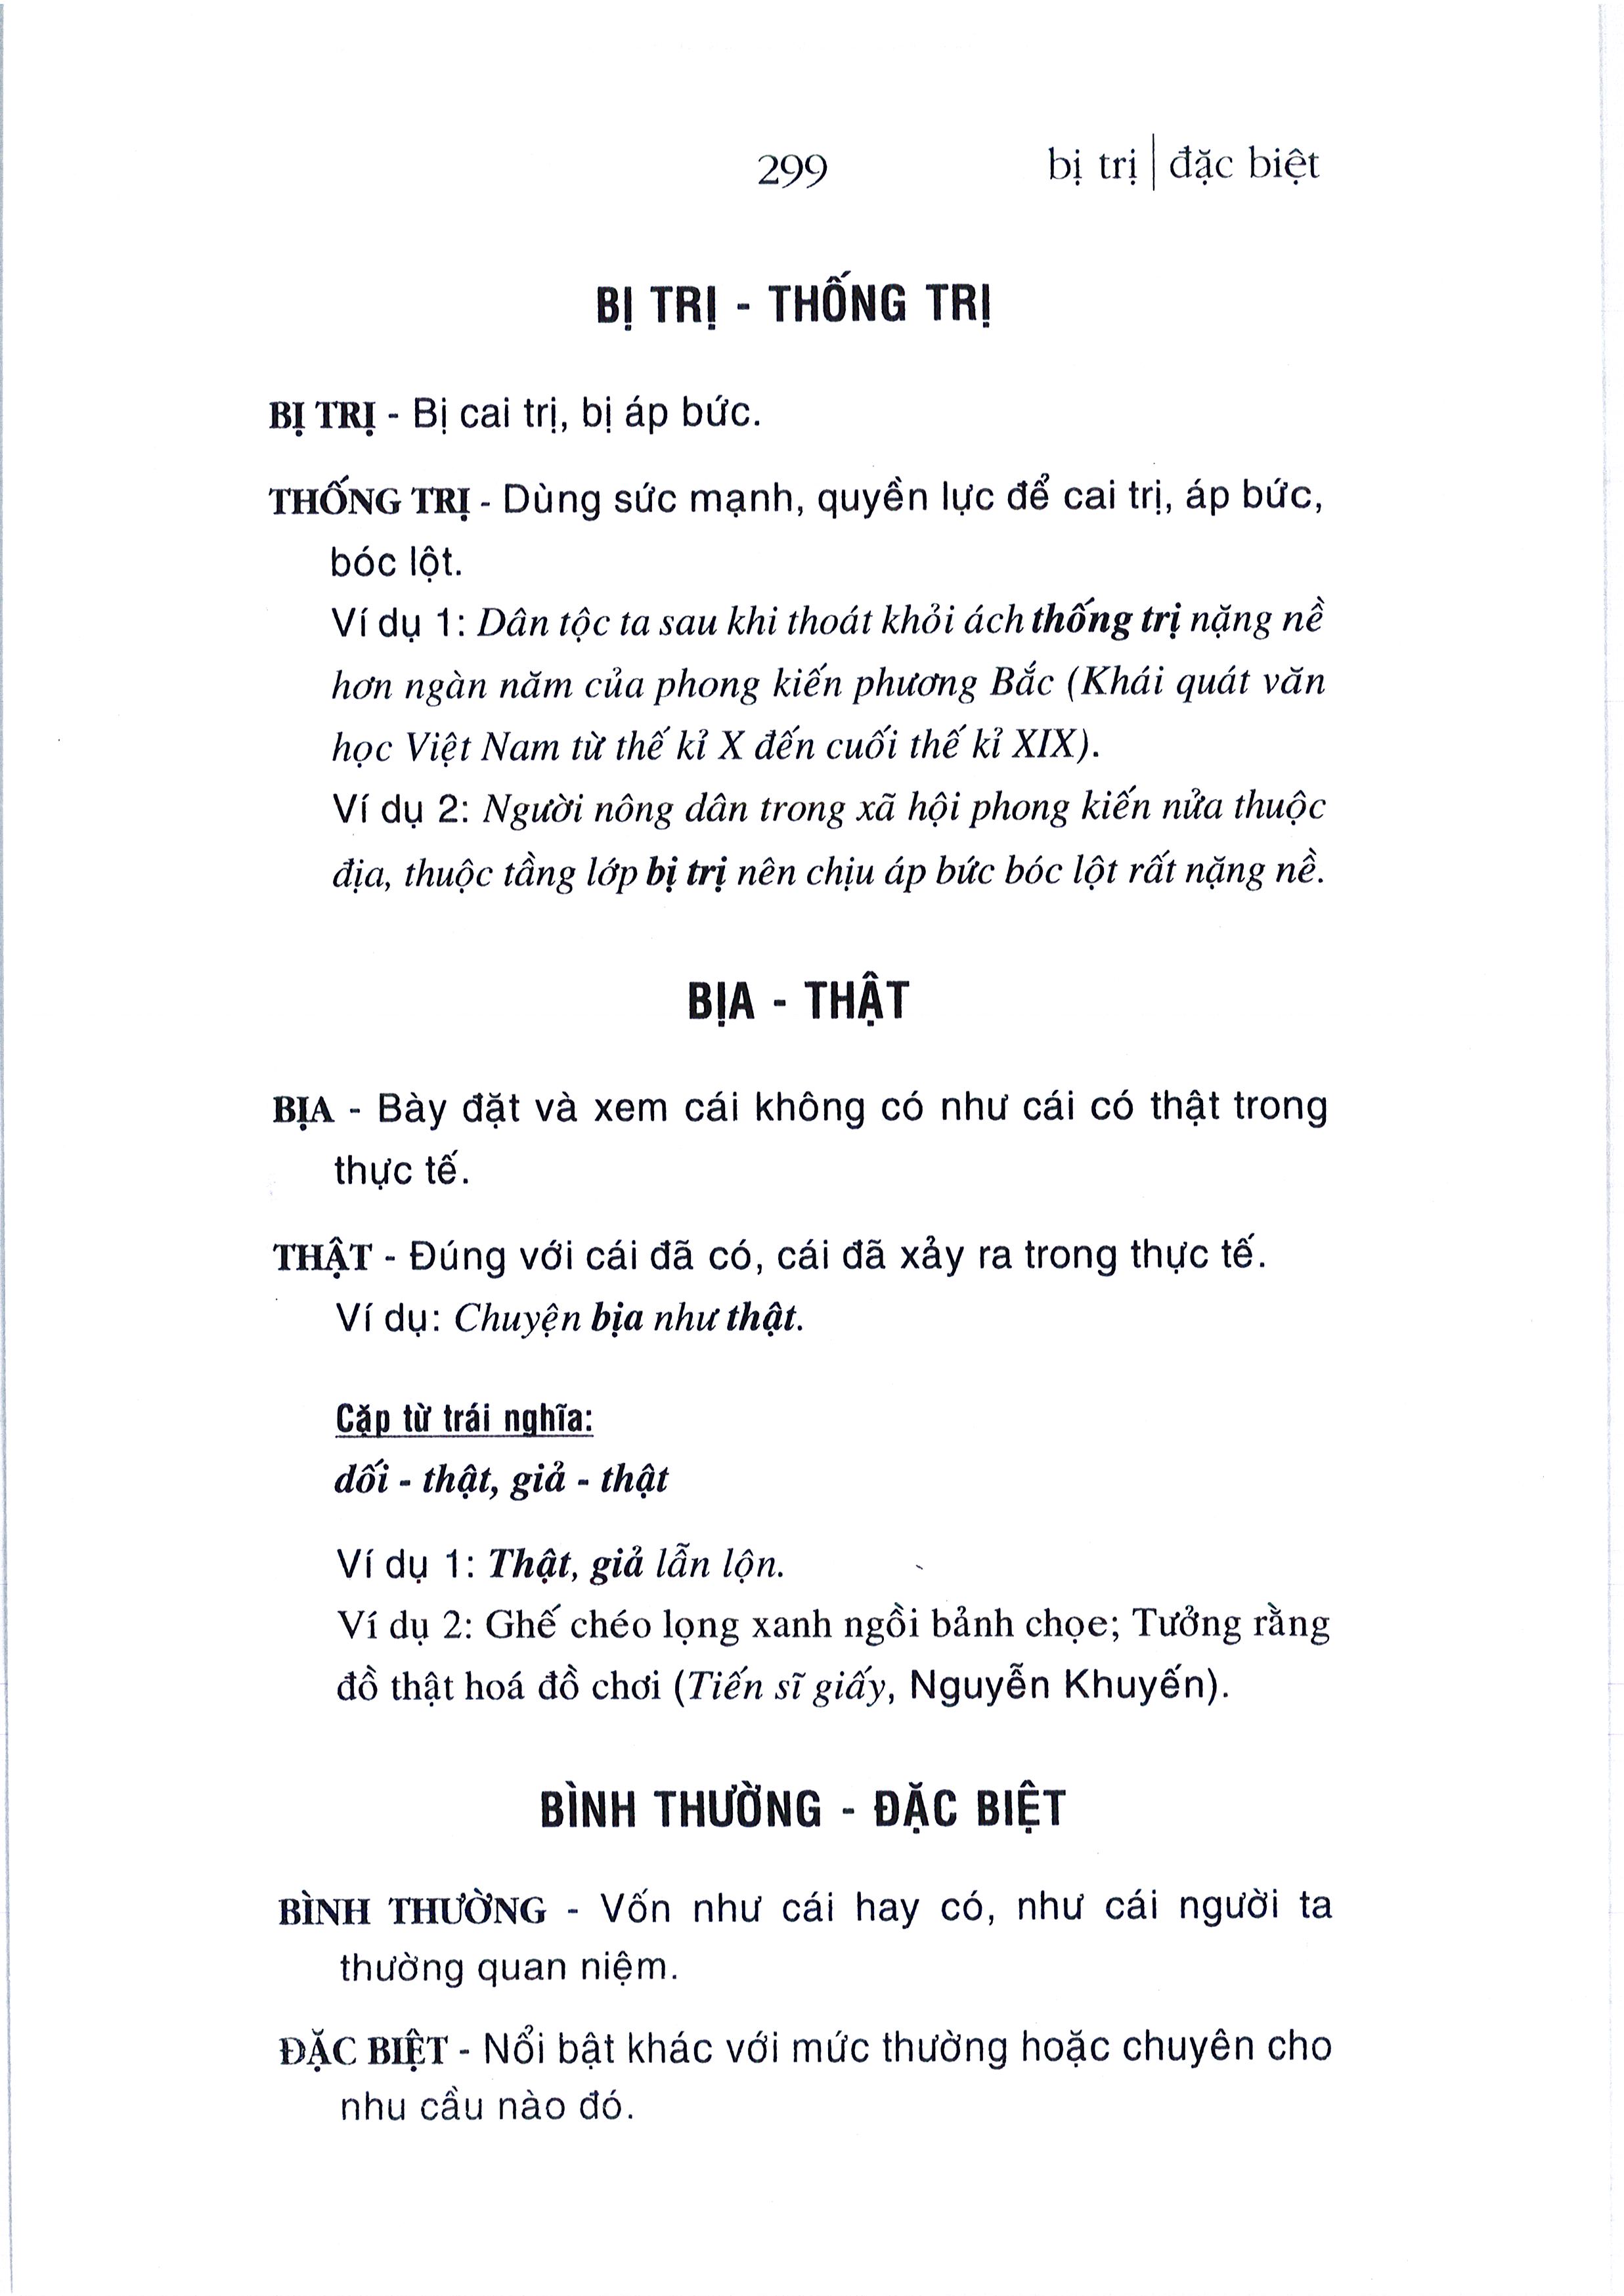 299
bị trị | đặc biệt
BỊ TRỊ - THỐNG TRỊ
BỊ TRỊ - Bị cai trị, bị áp bức.
THỐNG TRỊ - Dùng sức mạnh, quyền lực để cai trị, áp bức,
bóc lột.
Ví dụ 1: Dân tộc ta sau khi thoát khỏi ách thống trị nặng nề
hơn ngàn năm của phong kiến phương Bắc (Khái quát văn
học Việt Nam từ thế kỉ X đến cuối thế kỉ XIX).
Ví dụ 2: Người nông dân trong xã hội phong kiến nửa thuộc
địa, thuộc tầng lớp bị trị nên chịu áp bức bóc lột rất nặng nề.
BỊA - THẬT
BỊA - Bày đặt và xem cái không có như cái có thật trong
thực tế.
THẬT - Đúng với cái đã có, cái đã xảy ra trong thực tế.
Ví dụ: Chuyện bịa như thật.
Cặp từ trái nghĩa:
dối - thật, giả - thật
Ví dụ 1: Thật, giả lẫn lộn.
Ví dụ 2: Ghế chéo lọng xanh ngồi bảnh chọe; Tưởng rằng
đồ thật hoá đồ chơi (Tiến sĩ giấy, Nguyễn Khuyến).
BÌNH THƯỜNG - ĐẶC BIỆT
BÌNH THƯỜNG - Vốn như cái hay có, như cái người ta
thường quan niệm.
ĐẶC BIỆT - Nổi bật khác với mức thường hoặc chuyên cho
nhu cầu nào đó.